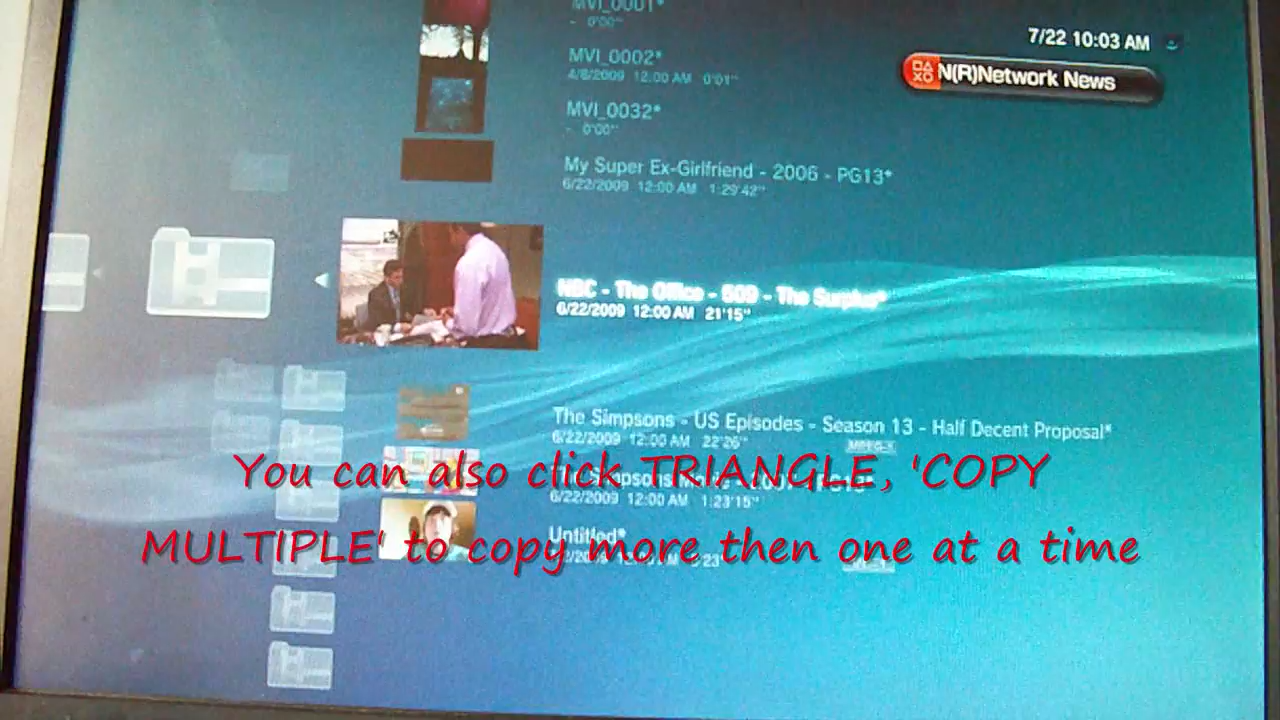 MVI_0001*
- 0'00"
7/22 10:03 AM
MVI_0002*
4/8/2009 12:00 AM 0'01"
N(R)Network News
MVI_0032*
- 0'00"
My Super Ex-Girlfriend - 2006 - PG13*
6/22/2009 12:00 AM 1:29'42"
NBC - The Office - 509 - The Surplus*
6/22/2009 12:00 AM 21'15"
The Simpsons - US Episodes - Season 13 - Half Decent Proposal*
6/22/2009 12:00 AM 22'26"
You can also click TRIANGLE, 'COPY
The Simpsons
6/22/2009 12:00 AM 1:23'15"
Untitled*
MULTIPLE' to copy more then one at a time